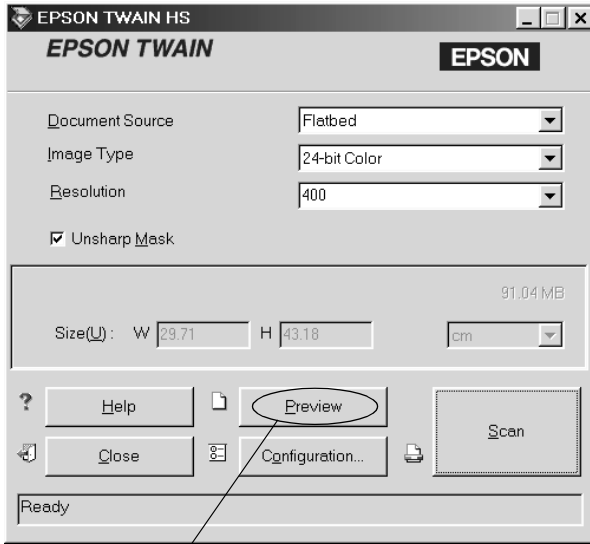 EPSON TWAIN HS
EPSON TWAIN EPSON
Document Source Flatbed
Image Type 24-bit Color
Resolution 400
Unsharp Mask
91.04 MB
Size(U) : W 29.71 H 43.18 cm
? Help Preview
Scan
Close Configuration...
Ready